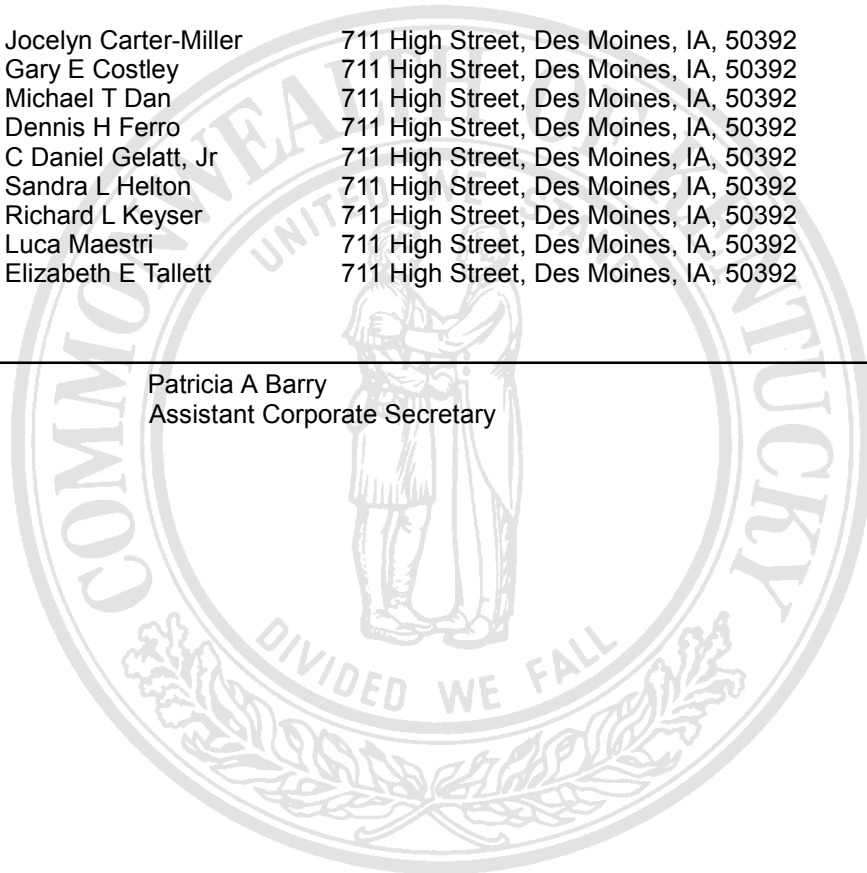 Jocelyn Carter-Miller 711 High Street, Des Moines, IA, 50392
Gary E Costley 711 High Street, Des Moines, IA, 50392
Michael T Dan 711 High Street, Des Moines, IA, 50392
Dennis H Ferro 711 High Street, Des Moines, IA, 50392
C Daniel Gelatt, Jr 711 High Street, Des Moines, IA, 50392
Sandra L Helton 711 High Street, Des Moines, IA, 50392
Richard L Keyser 711 High Street, Des Moines, IA, 50392
Luca Maestri 711 High Street, Des Moines, IA, 50392
Elizabeth E Tallett 711 High Street, Des Moines, IA, 50392
Patricia A Barry
Assistant Corporate Secretary
COMMONWEALTH OF KENTUCKY
UNITED WE STAND
DIVIDED WE FALL